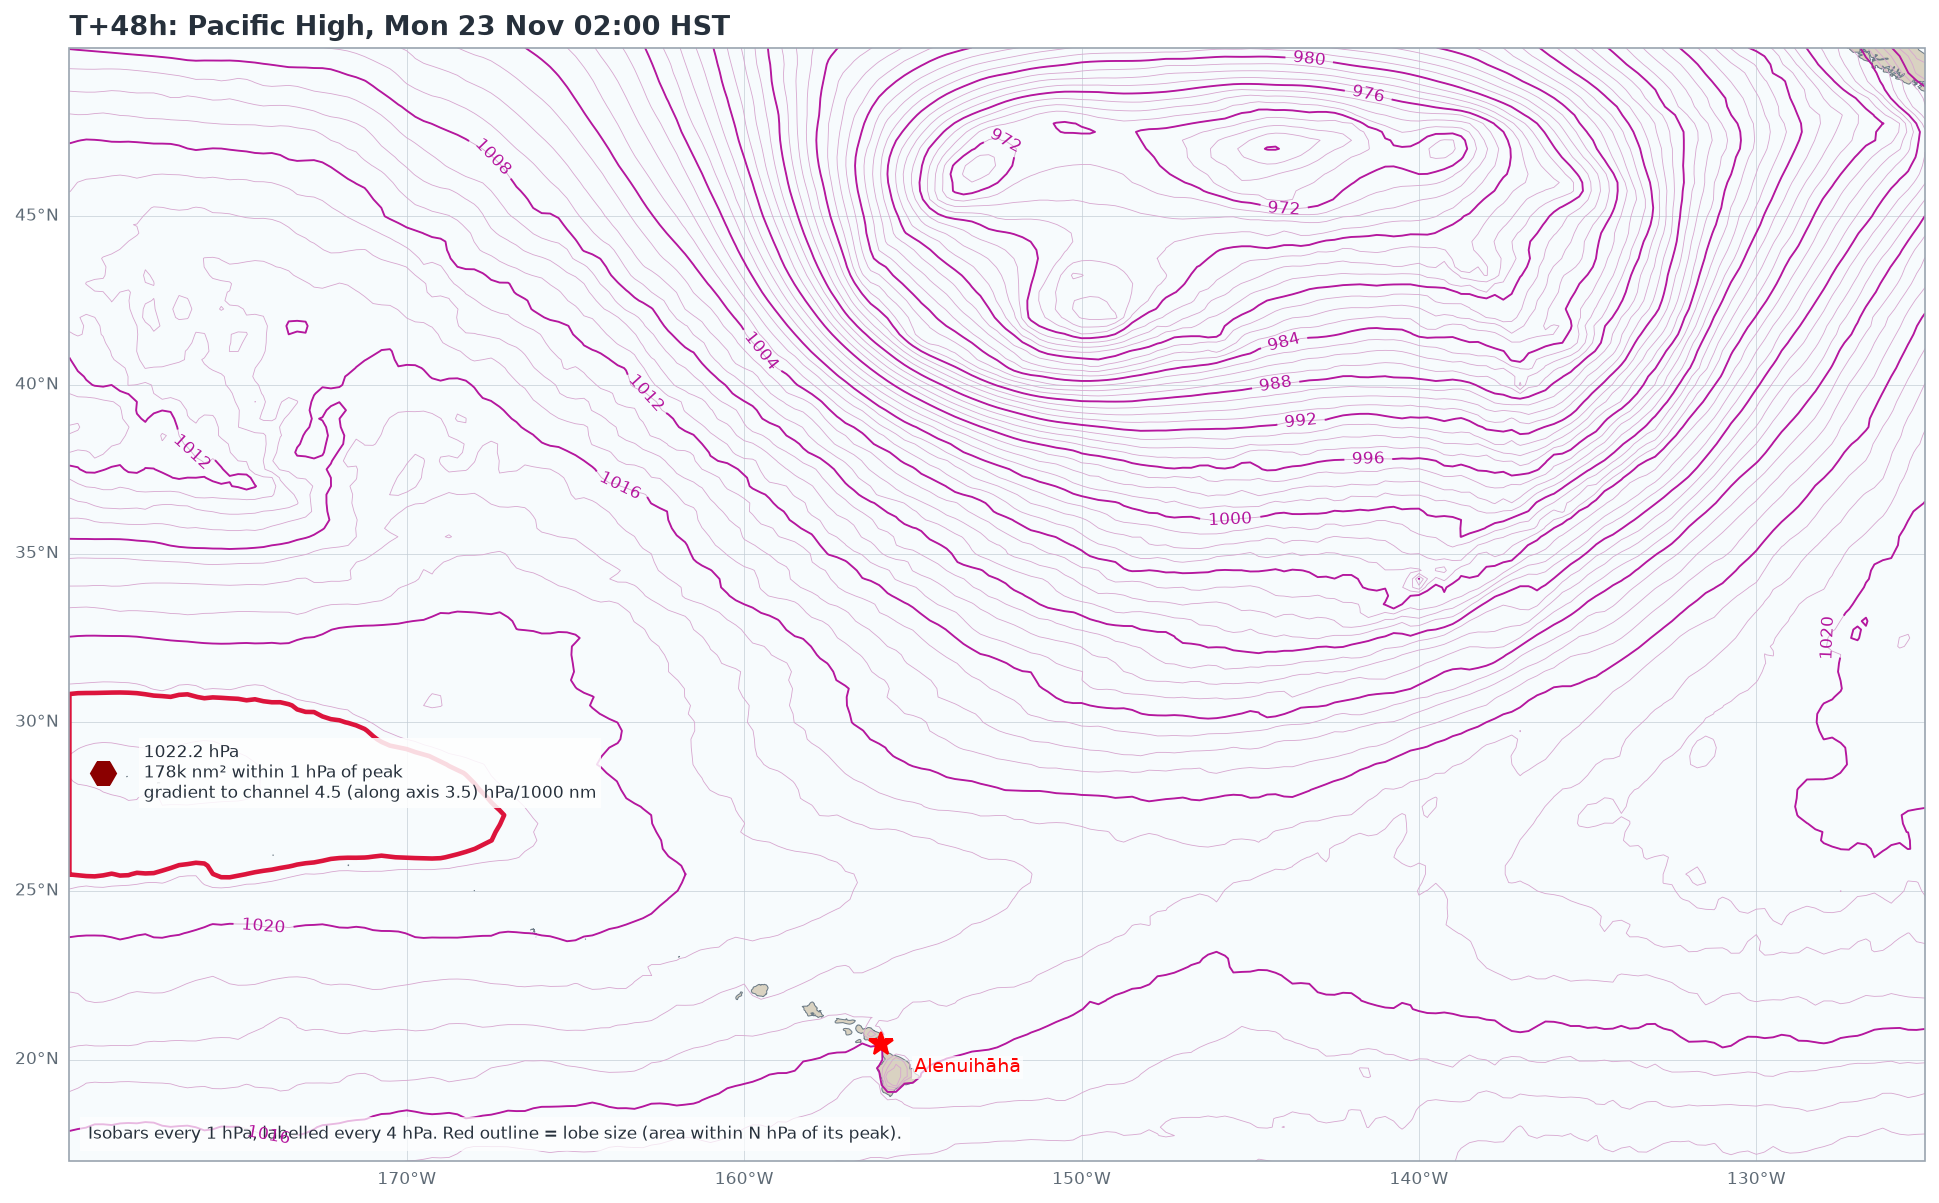 T+48h: Pacific High, Mon 23 Nov 02:00 HST
980
976
972
1008
972
45°N
1004
984
1012
988
40°N
992
1012
996
1016
1000
35°N
1020
30°N
1022.2 hPa
178k nm² within 1 hPa of peak
gradient to channel 4.5 (along axis 3.5) hPa/1000 nm
25°N
1020
20°N
Alenuihāhā
1016
Isobars every 1 hPa, labelled every 4 hPa. Red outline = lobe size (area within N hPa of its peak).
170°W
160°W
150°W
140°W
130°W